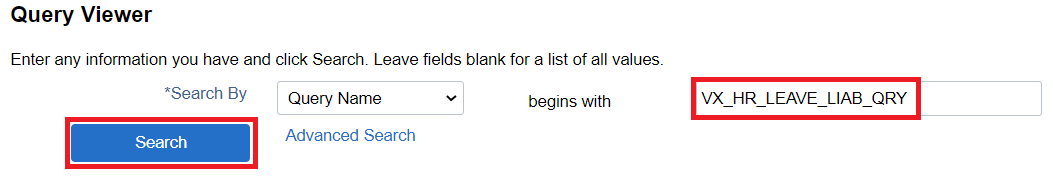 Query Viewer
Enter any information you have and click Search. Leave fields blank for a list of all values.
*Search By Query Name begins with VX_HR_LEAVE_LIAB_QRY
Search Advanced Search